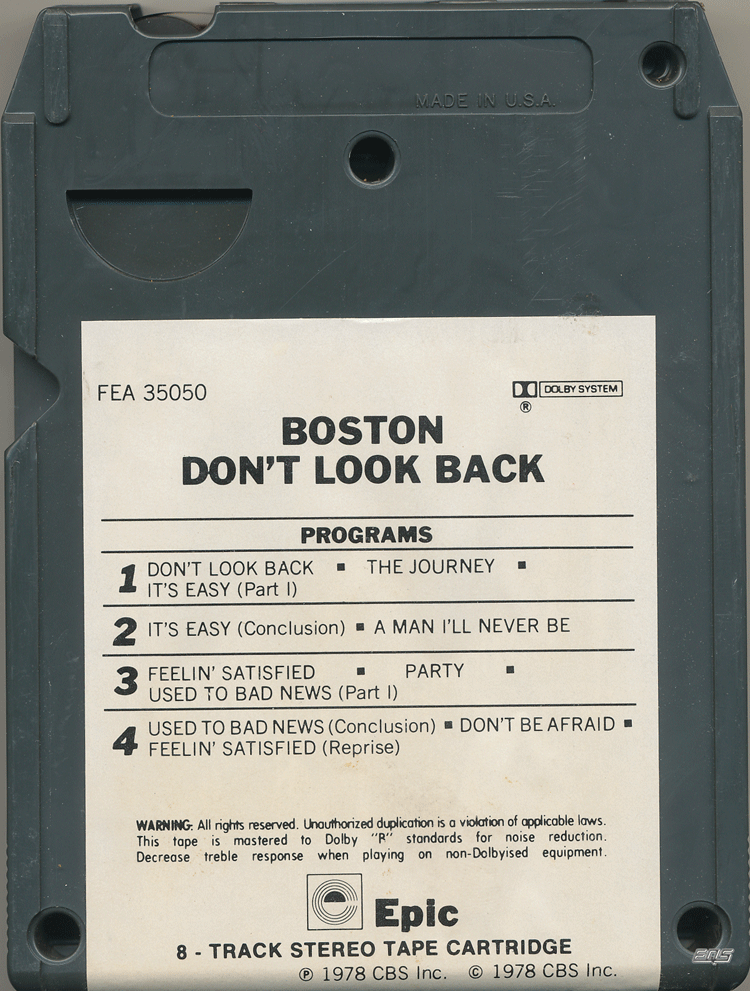 MADE IN U.S.A.
FEA 35050
DOLBY SYSTEM
®
BOSTON
DON'T LOOK BACK
PROGRAMS
1 DON'T LOOK BACK ■ THE JOURNEY ■
IT'S EASY (Part I)
2 IT'S EASY (Conclusion) ■ A MAN I'LL NEVER BE
3 FEELIN' SATISFIED ■ PARTY ■
USED TO BAD NEWS (Part I)
4 USED TO BAD NEWS (Conclusion) ■ DON'T BE AFRAID ■
FEELIN' SATISFIED (Reprise)
WARNING: All rights reserved. Unauthorized duplication is a violation of applicable laws.
This tape is mastered to Dolby "R" standards for noise reduction.
Decrease treble response when playing on non-Dolbyised equipment.
Epic
8 - TRACK STEREO TAPE CARTRIDGE
℗ 1978 CBS Inc. © 1978 CBS Inc.